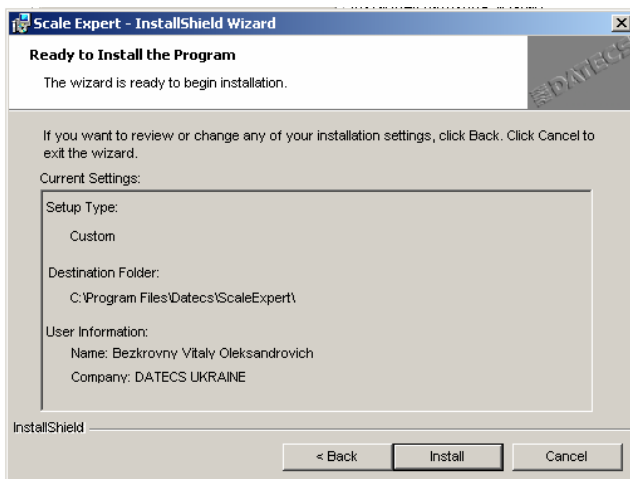 Scale Expert - InstallShield Wizard
Ready to Install the Program
The wizard is ready to begin installation.
DATECS
If you want to review or change any of your installation settings, click Back. Click Cancel to
exit the wizard.
Current Settings:
Setup Type:
Custom
Destination Folder:
C:\Program Files\Datecs\ScaleExpert\
User Information:
Name: Bezkrovny Vitaly Oleksandrovich
Company: DATECS UKRAINE
InstallShield
< Back
Install
Cancel